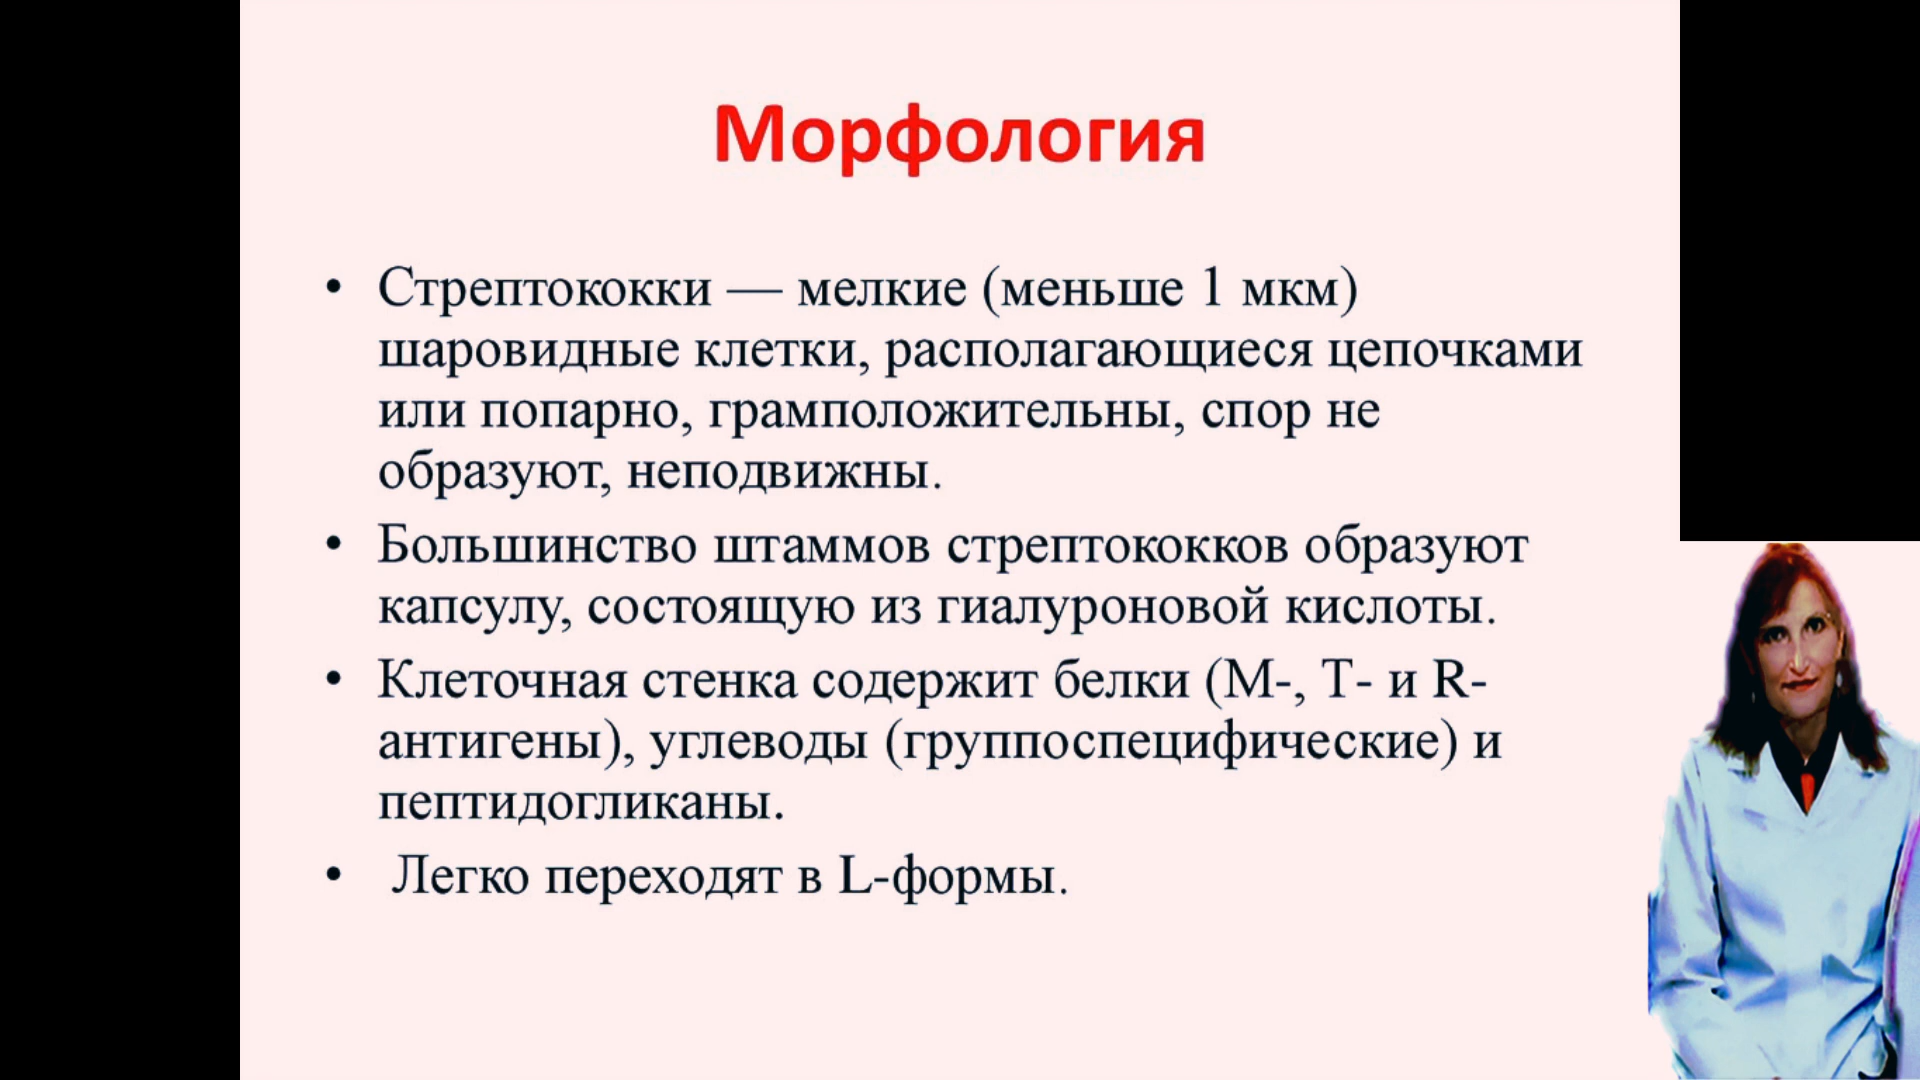 Морфология
• Стрептококки — мелкие (меньше 1 мкм)
шаровидные клетки, располагающиеся цепочками
или попарно, грамположительны, спор не
образуют, неподвижны.
• Большинство штаммов стрептококков образуют
капсулу, состоящую из гиалуроновой кислоты.
• Клеточная стенка содержит белки (М-, Т- и R-
антигены), углеводы (группоспецифические) и
пептидогликаны.
• Легко переходят в L-формы.